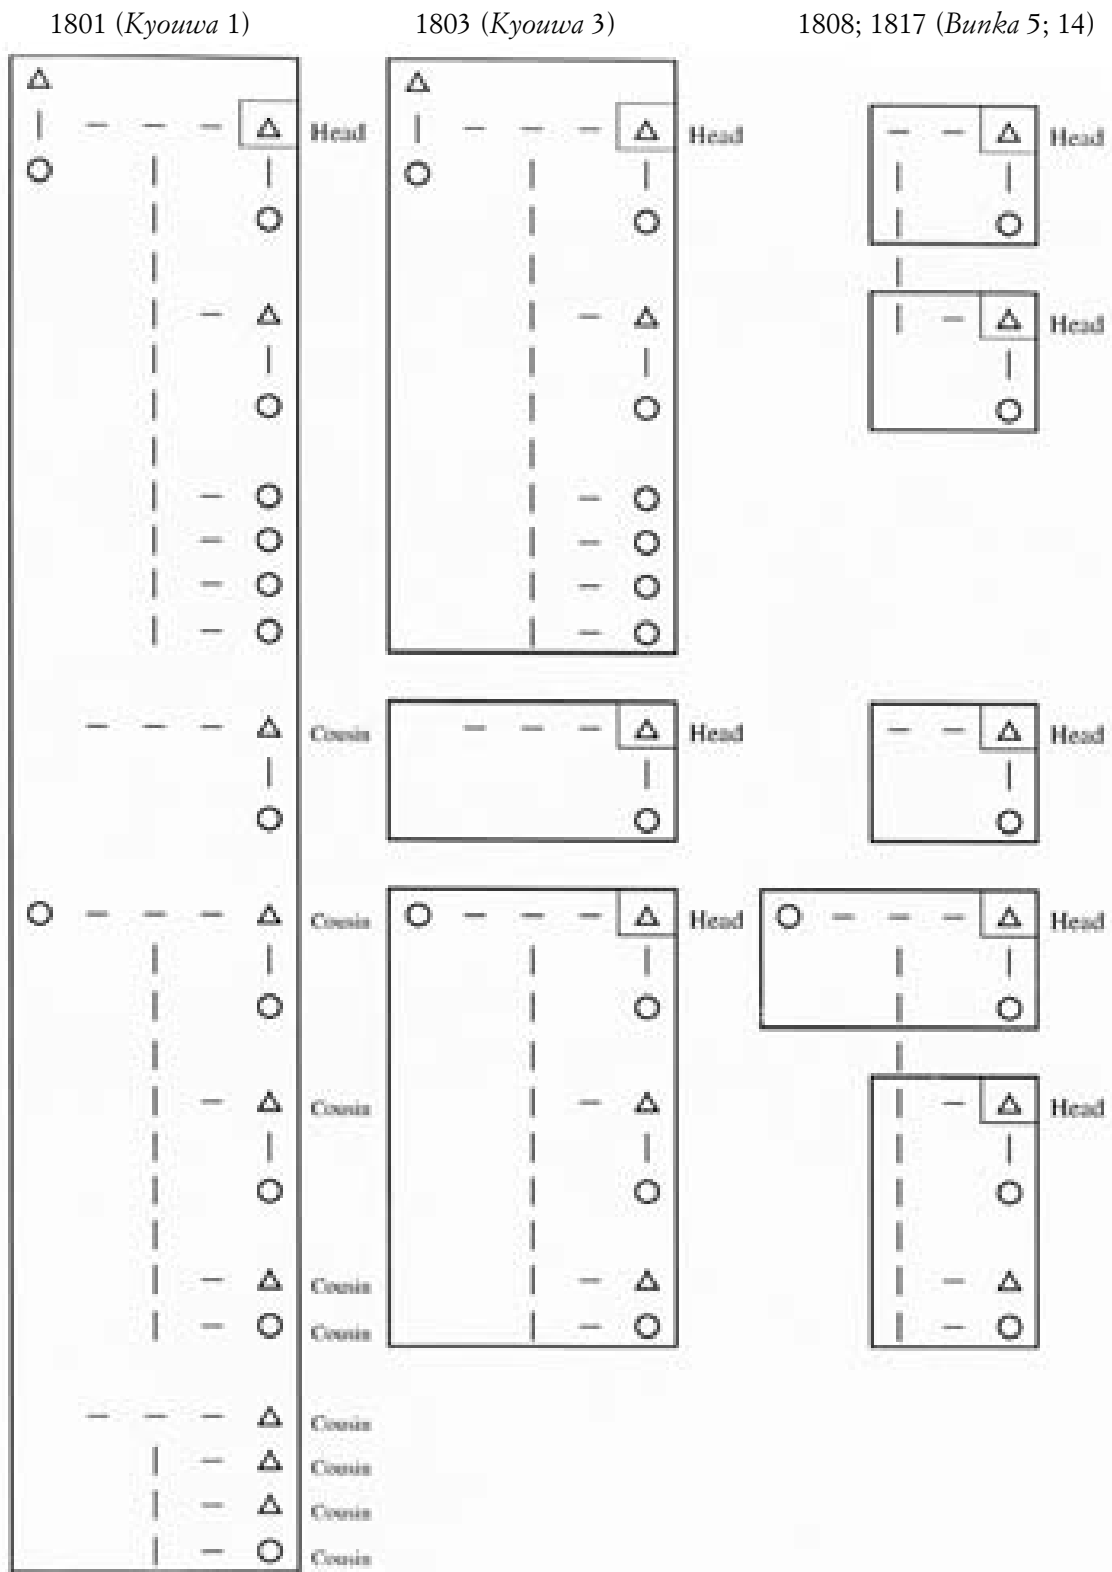 1801 (Kyouwa 1) 1803 (Kyouwa 3) 1808; 1817 (Bunka 5; 14)
Head Head Head
Head
Cousin Head Head
Cousin Head Head
Cousin Head
Cousin
Cousin
Cousin
Cousin
Cousin
Cousin